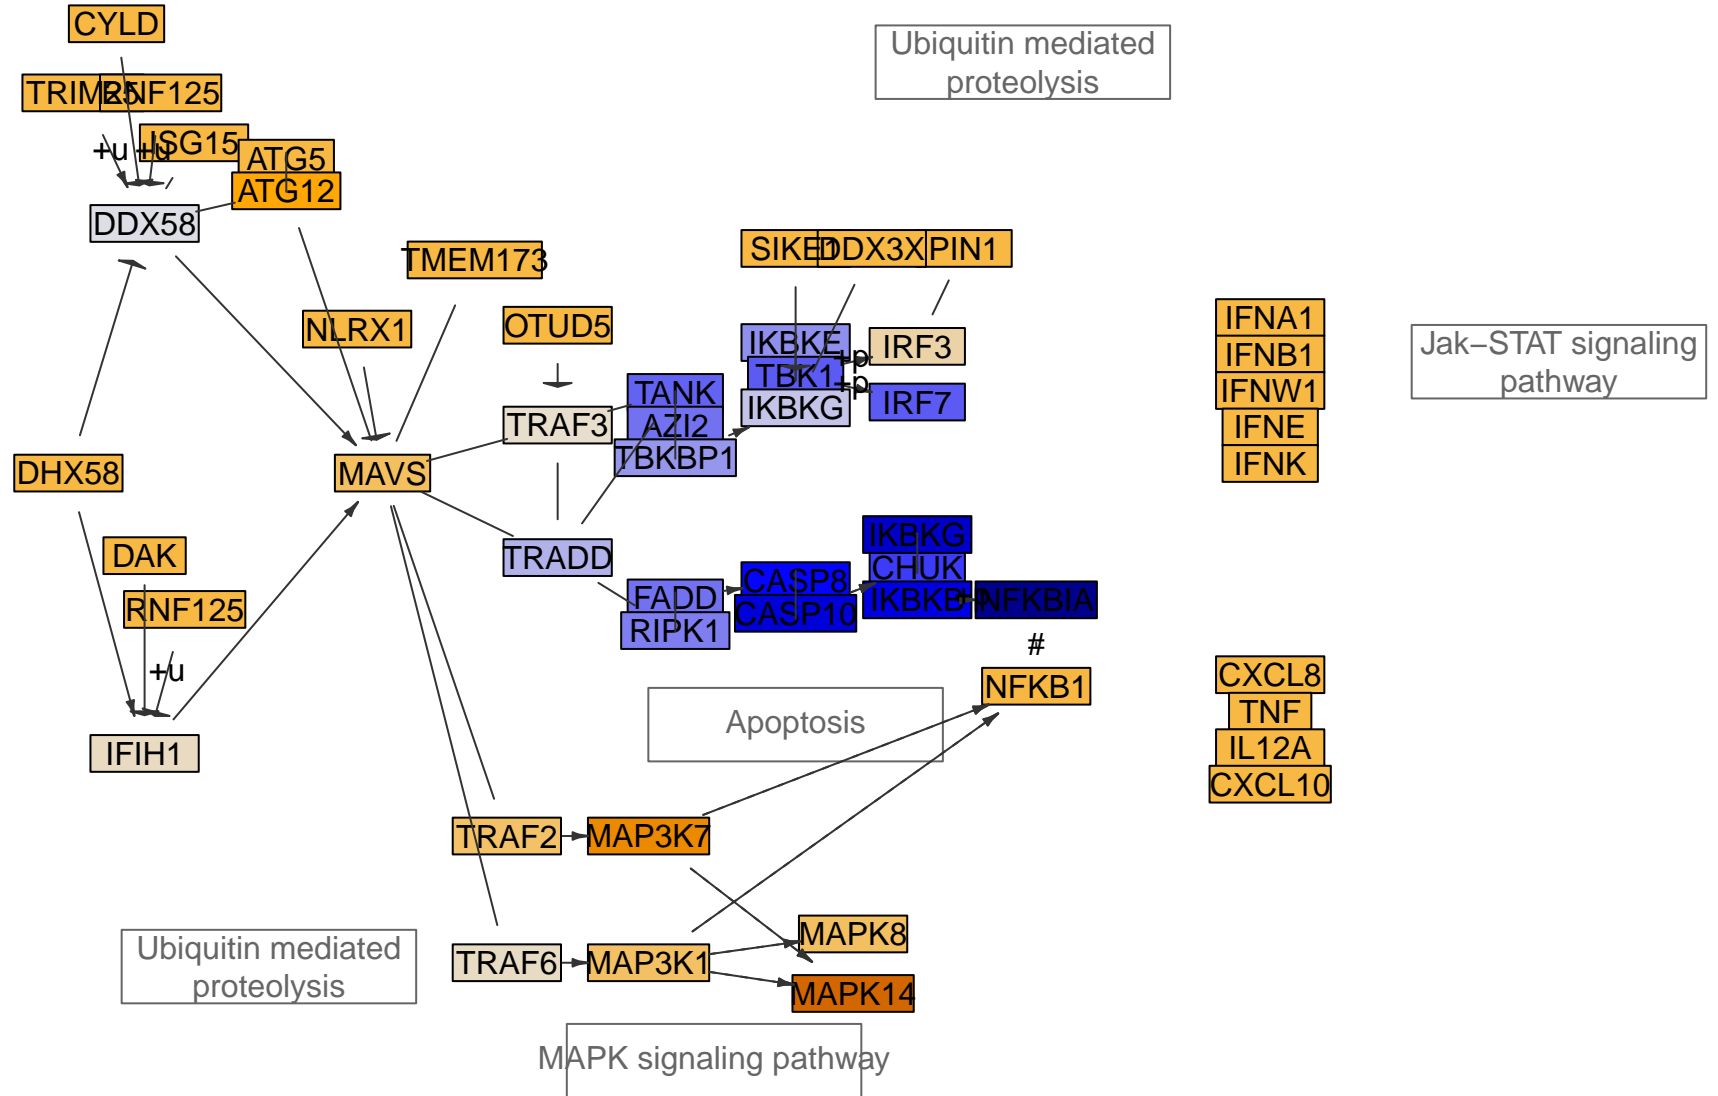 CYLD
Ubiquitin mediated
proteolysis
TRIM25
RNF125
+u
+u
ISG15
ATG5
ATG12
DDX58
TMEM173
SIKE1
DDX3X
PIN1
NLRX1
OTUD5
IKBKE
TBK1
IKBKG
+p
+p
IRF3
IRF7
IFNA1
IFNB1
IFNW1
IFNE
IFNK
Jak−STAT signaling
pathway
TRAF3
TANK
AZI2
TBKBP1
DHX58
MAVS
DAK
RNF125
+u
IFIH1
TRADD
FADD
RIPK1
CASP8
CASP10
IKBKG
CHUK
IKBKB
NFKBIA
#
NFKB1
Apoptosis
CXCL8
TNF
IL12A
CXCL10
TRAF2
MAP3K7
TRAF6
MAP3K1
MAPK8
MAPK14
Ubiquitin mediated
proteolysis
MAPK signaling pathway